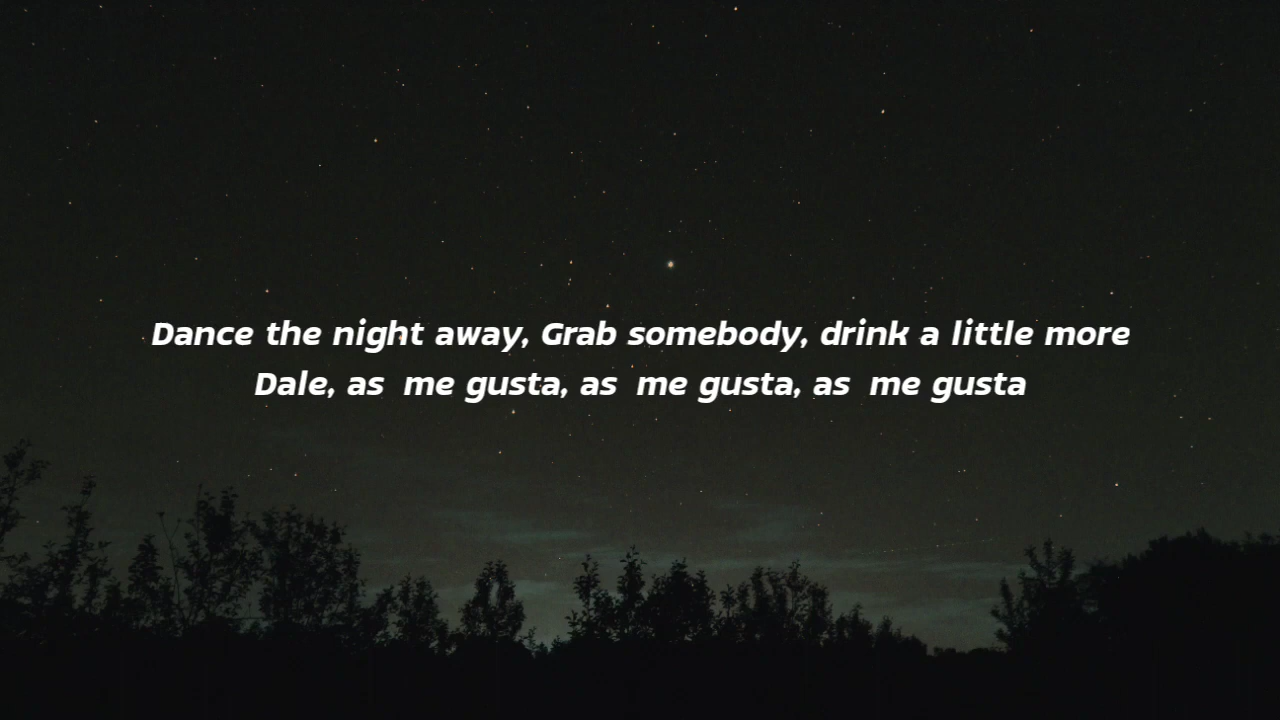 Dance the night away, Grab somebody, drink a little more
Dale, as  me gusta, as  me gusta, as  me gusta